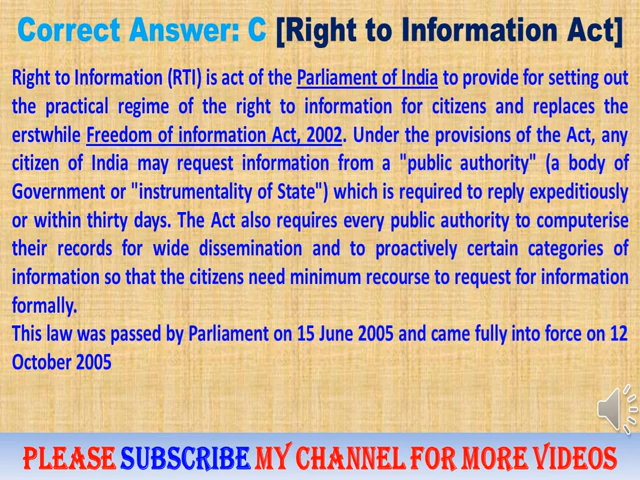 Correct Answer: C [Right to Information Act]
Right to Information (RTI) is act of the Parliament of India to provide for setting out
the practical regime of the right to information for citizens and replaces the
erstwhile Freedom of information Act, 2002. Under the provisions of the Act, any
citizen of India may request information from a "public authority" (a body of
Government or "instrumentality of State") which is required to reply expeditiously
or within thirty days. The Act also requires every public authority to computerise
their records for wide dissemination and to proactively certain categories of
information so that the citizens need minimum recourse to request for information
formally.
This law was passed by Parliament on 15 June 2005 and came fully into force on 12
October 2005
PLEASE SUBSCRIBE MY CHANNEL FOR MORE VIDEOS